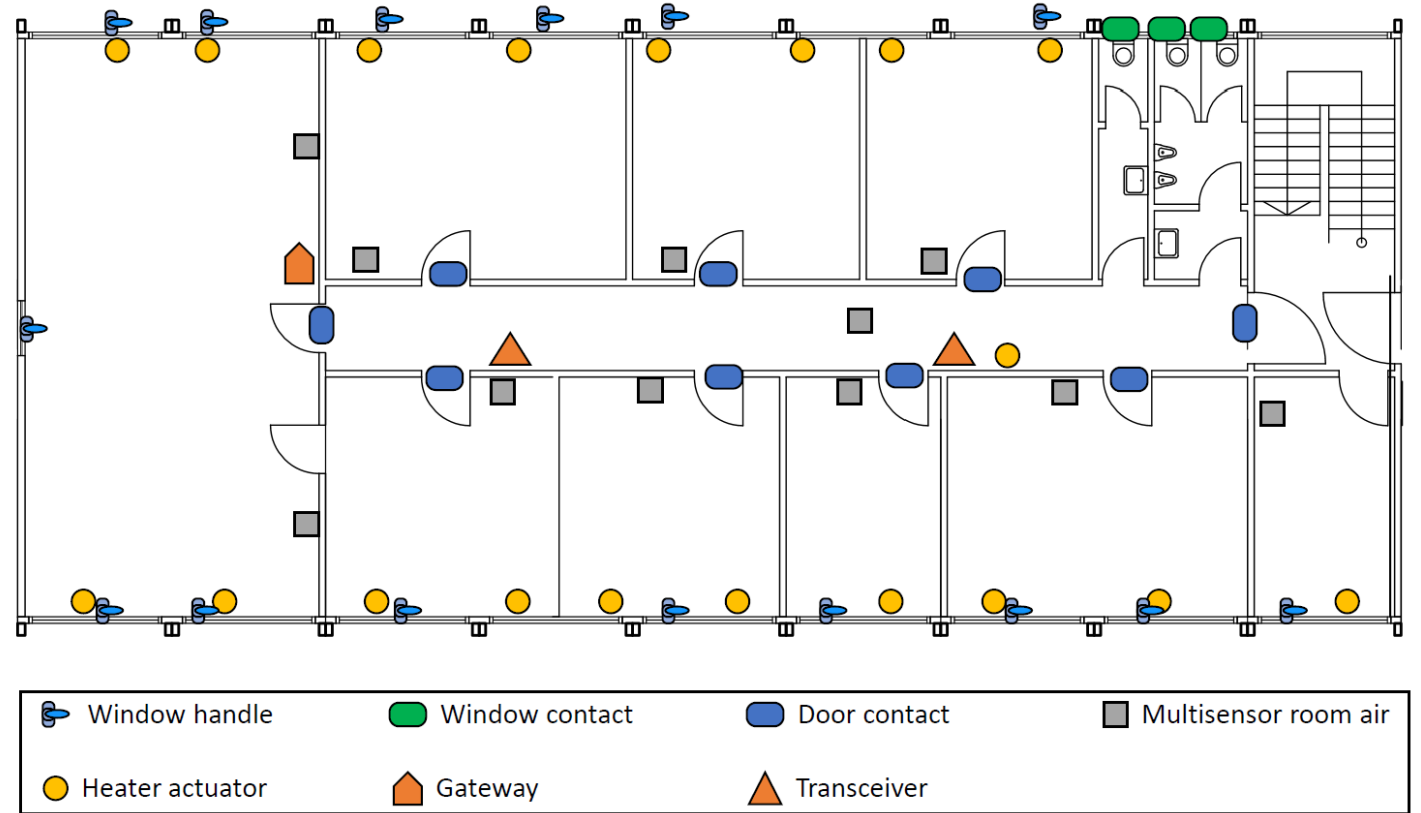 Window handle
Window contact
Door contact
Multisensor room air
Heater actuator
Gateway
Transceiver